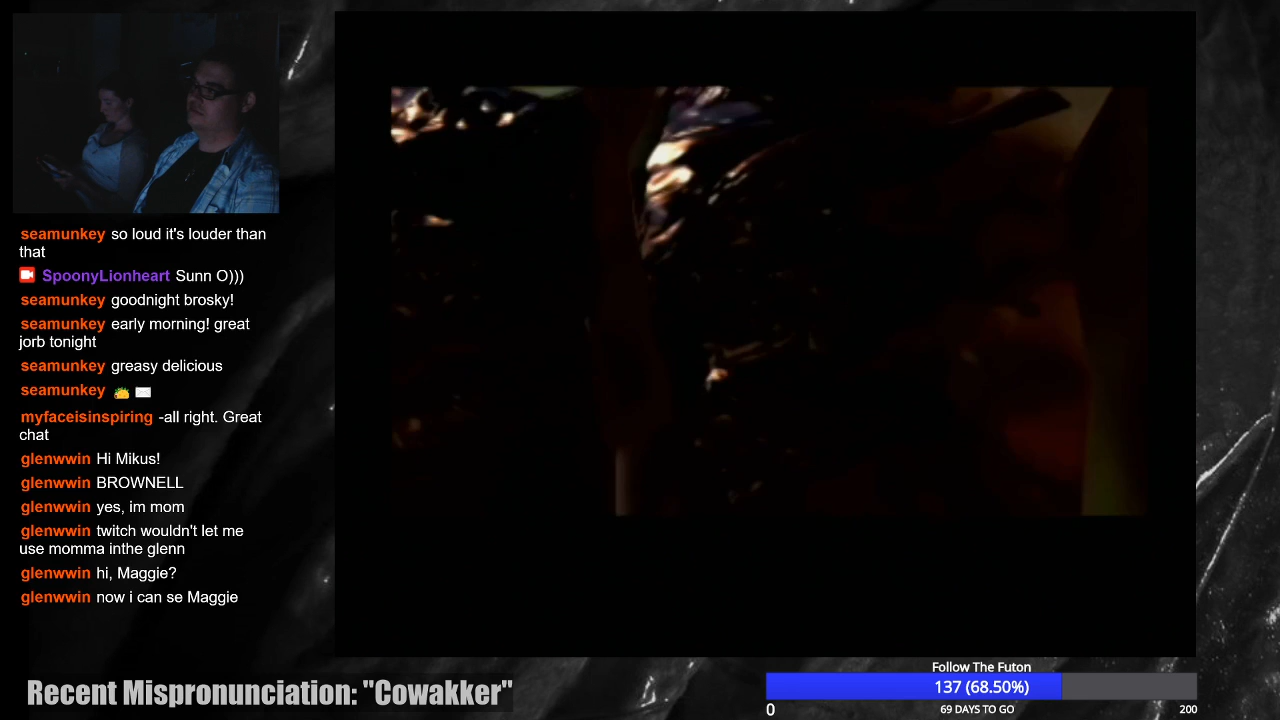 seamunkey so loud it's louder than
that
SpoonyLionheart Sunn O)))
seamunkey goodnight brosky!
seamunkey early morning! great
jorb tonight
seamunkey greasy delicious
seamunkey 🌮 ✉️
myfaceisinspiring -all right. Great
chat
glenwwin Hi Mikus!
glenwwin BROWNELL
glenwwin yes, im mom
glenwwin twitch wouldn't let me
use momma inthe glenn
glenwwin hi, Maggie?
glenwwin now i can se Maggie
Recent Mispronunciation: "Cowakker"
Follow The Futon
137 (68.50%)
0 69 DAYS TO GO 200